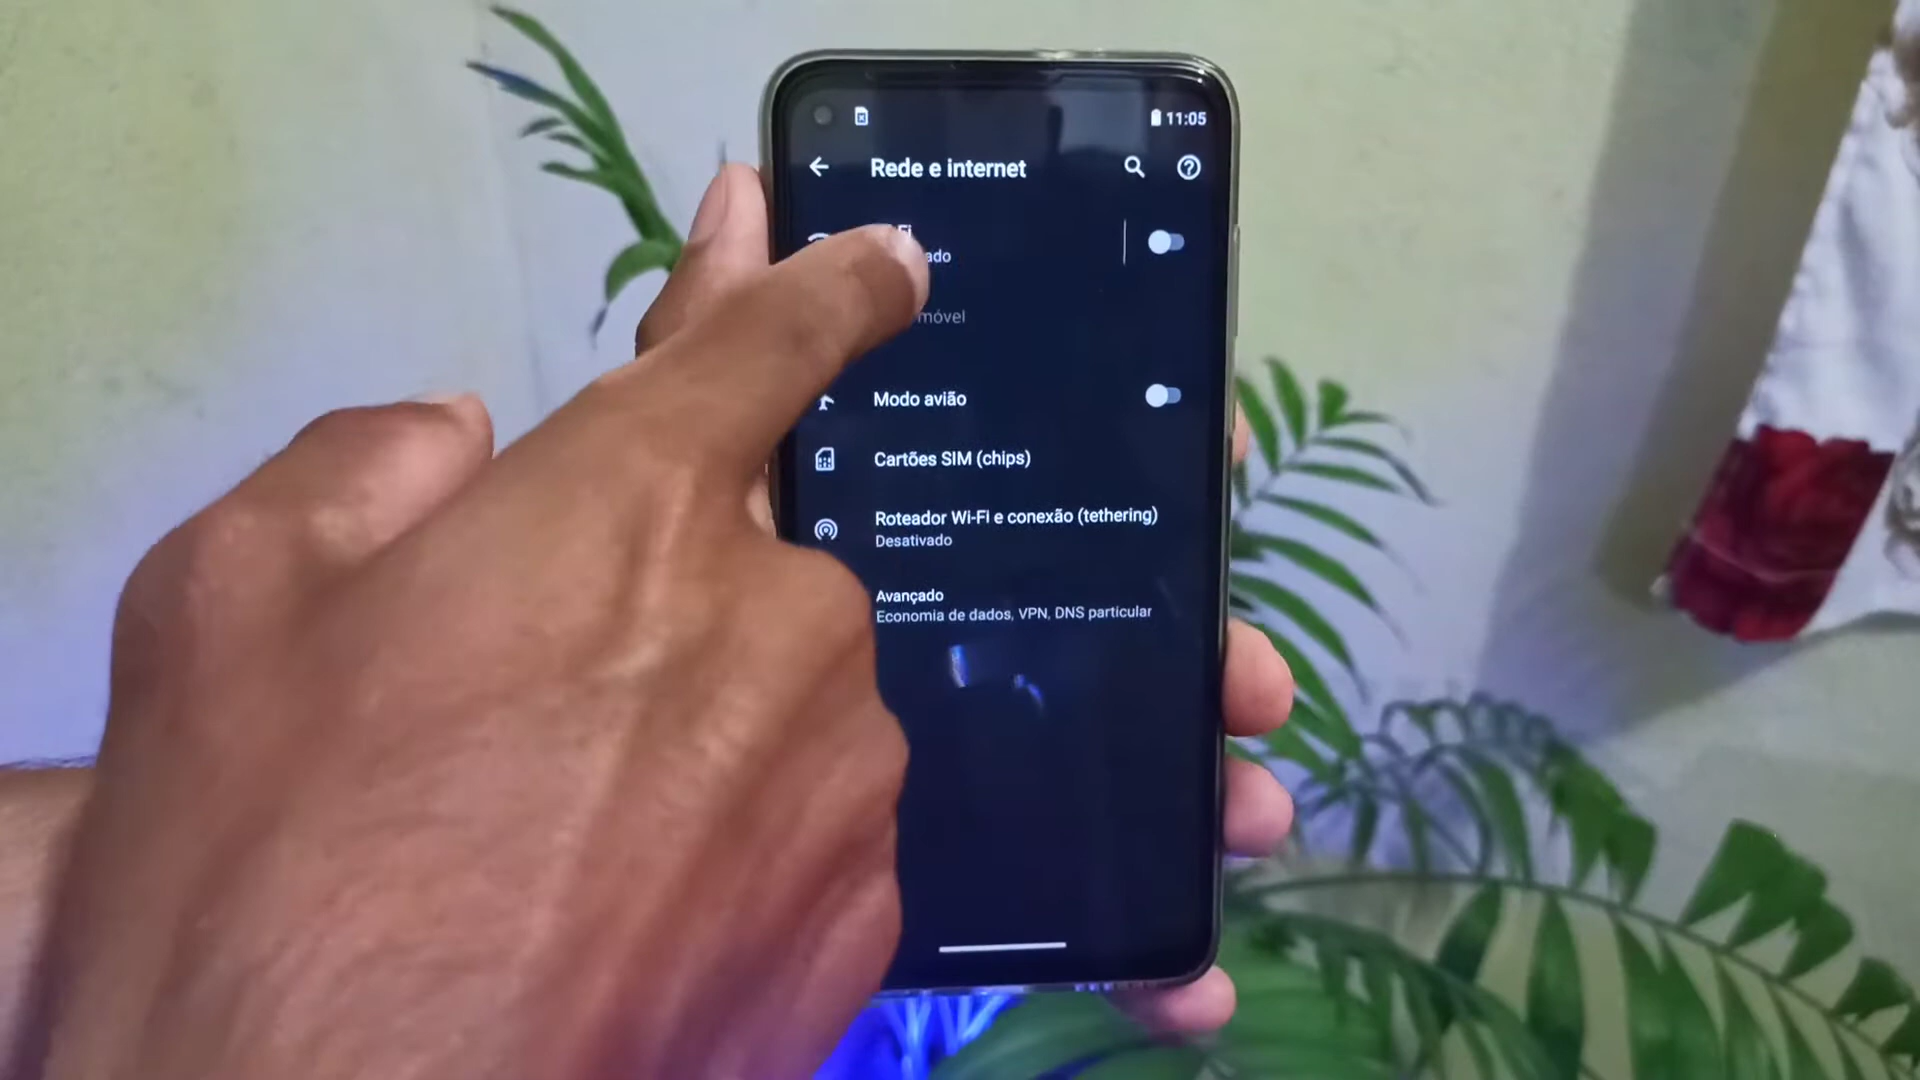 11:05
Rede e internet
móvel
Modo avião
Cartões SIM (chips)
Roteador Wi-Fi e conexão (tethering)
Desativado
Avançado
Economia de dados, VPN, DNS particular